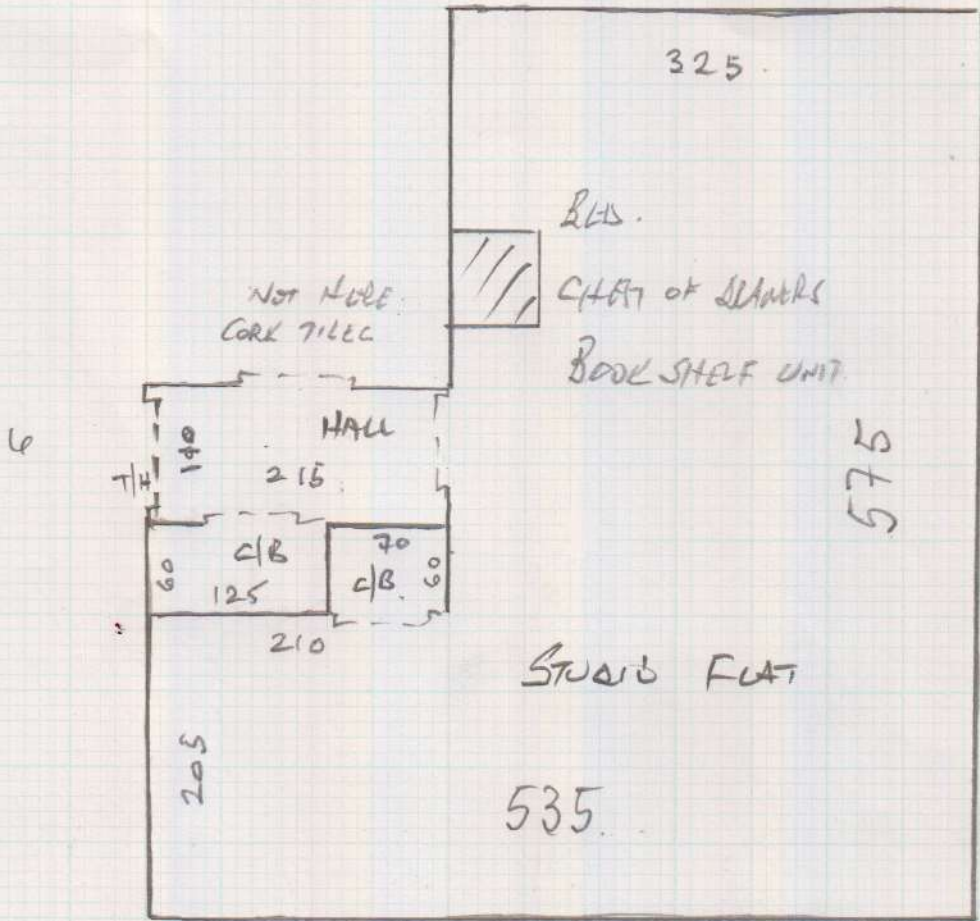 325
BED.
NOT HERE
CORK TILES
CHEST OF DRAWERS
BOOK SHELF UNIT
6
HALL
140
215
T/H
575
C/B
70
60
125
C/B
60
210
STUDIO FLAT
205
535